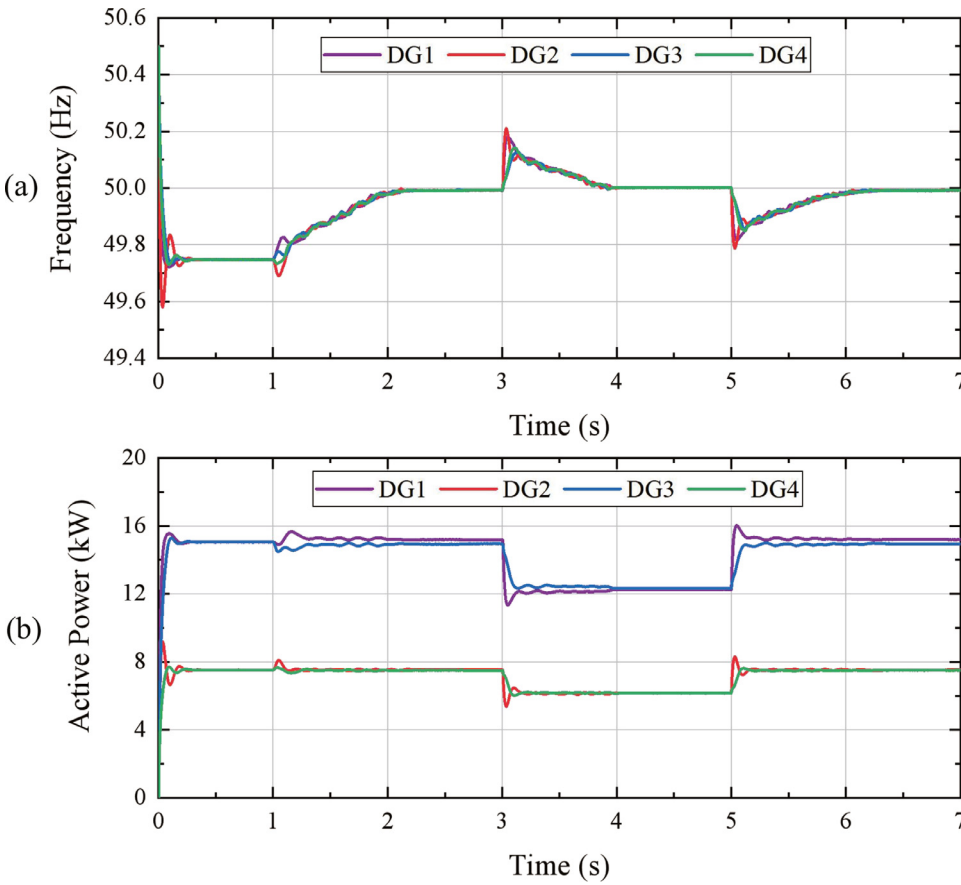 50.6
50.4
50.2
50.0
49.8
49.6
49.4
Frequency (Hz)
(a)
DG1 DG2 DG3 DG4
0 1 2 3 4 5 6 7
Time (s)
20
16
12
8
4
0
Active Power (kW)
(b)
DG1 DG2 DG3 DG4
0 1 2 3 4 5 6 7
Time (s)